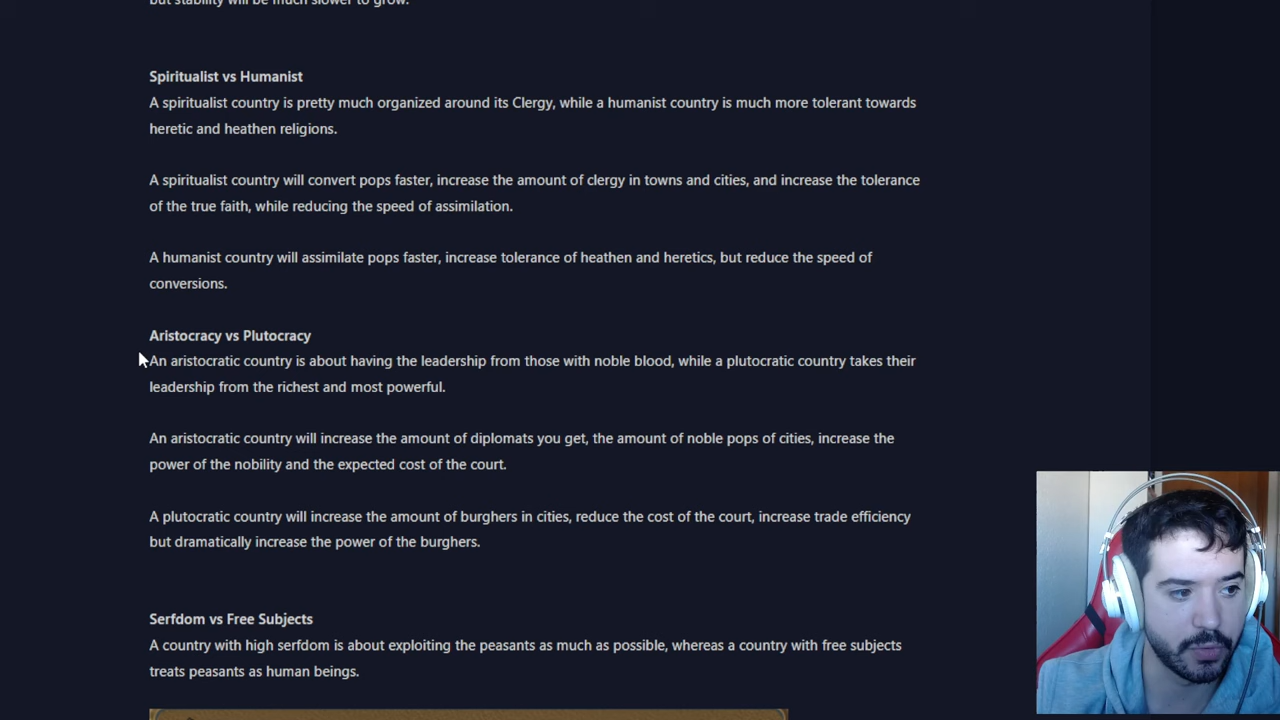 but stability will be much slower to grow.
Spiritualist vs Humanist
A spiritualist country is pretty much organized around its Clergy, while a humanist country is much more tolerant towards
heretic and heathen religions.
A spiritualist country will convert pops faster, increase the amount of clergy in towns and cities, and increase the tolerance
of the true faith, while reducing the speed of assimilation.
A humanist country will assimilate pops faster, increase tolerance of heathen and heretics, but reduce the speed of
conversions.
Aristocracy vs Plutocracy
An aristocratic country is about having the leadership from those with noble blood, while a plutocratic country takes their
leadership from the richest and most powerful.
An aristocratic country will increase the amount of diplomats you get, the amount of noble pops of cities, increase the
power of the nobility and the expected cost of the court.
A plutocratic country will increase the amount of burghers in cities, reduce the cost of the court, increase trade efficiency
but dramatically increase the power of the burghers.
Serfdom vs Free Subjects
A country with high serfdom is about exploiting the peasants as much as possible, whereas a country with free subjects
treats peasants as human beings.